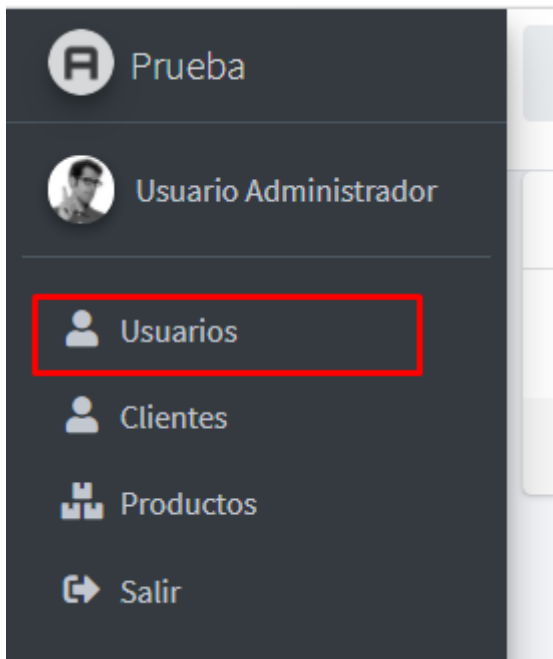 Prueba
Usuario Administrador
Usuarios
Clientes
Productos
Salir